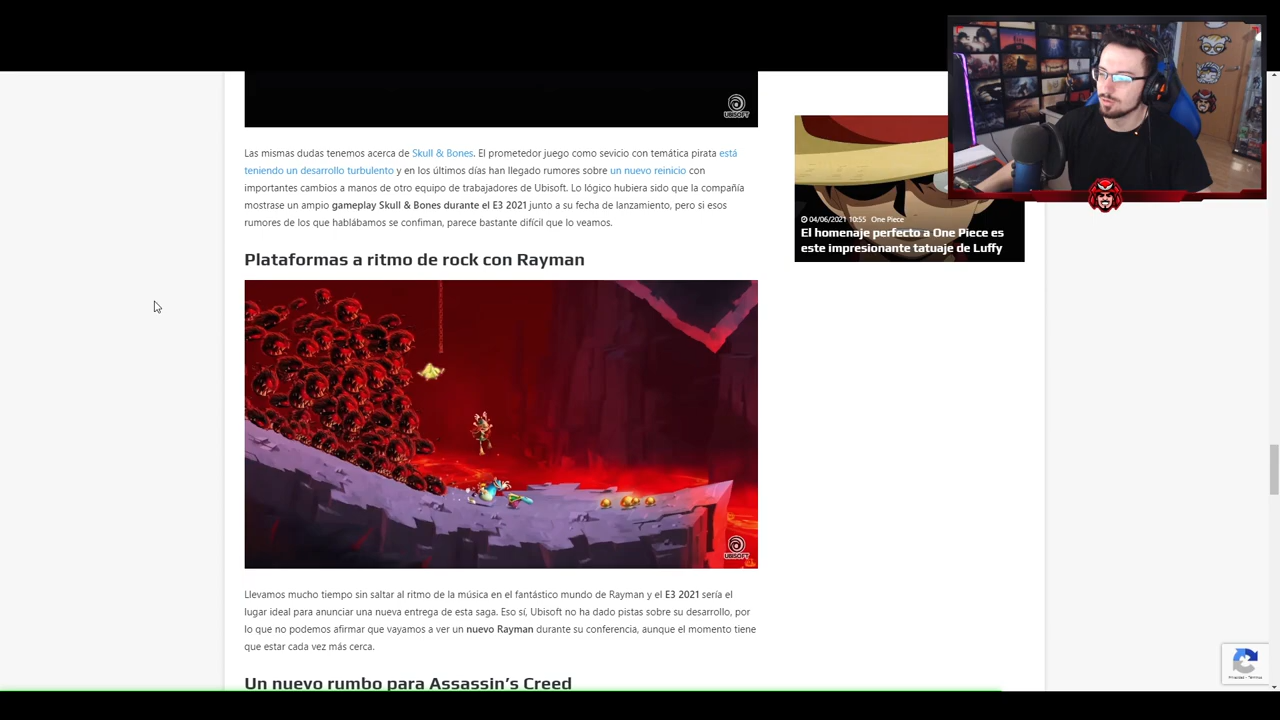 UBISOFT
Las mismas dudas tenemos acerca de Skull & Bones. El prometedor juego como sevicio con temática pirata está
teniendo un desarrollo turbulento y en los últimos días han llegado rumores sobre un nuevo reinicio con
importantes cambios a manos de otro equipo de trabajadores de Ubisoft. Lo lógico hubiera sido que la compañía
mostrase un ampio gameplay Skull & Bones durante el E3 2021 junto a su fecha de lanzamiento, pero si esos
rumores de los que hablábamos se confiman, parece bastante difícil que lo veamos.
04/06/2021 10:55 One Piece
El homenaje perfecto a One Piece es
este impresionante tatuaje de Luffy
Plataformas a ritmo de rock con Rayman
UBISOFT
Llevamos mucho tiempo sin saltar al ritmo de la música en el fantástico mundo de Rayman y el E3 2021 sería el
lugar ideal para anunciar una nueva entrega de esta saga. Eso sí, Ubisoft no ha dado pistas sobre su desarrollo, por
lo que no podemos afirmar que vayamos a ver un nuevo Rayman durante su conferencia, aunque el momento tiene
que estar cada vez más cerca.
Un nuevo rumbo para Assassin's Creed
Privacidad - Términos